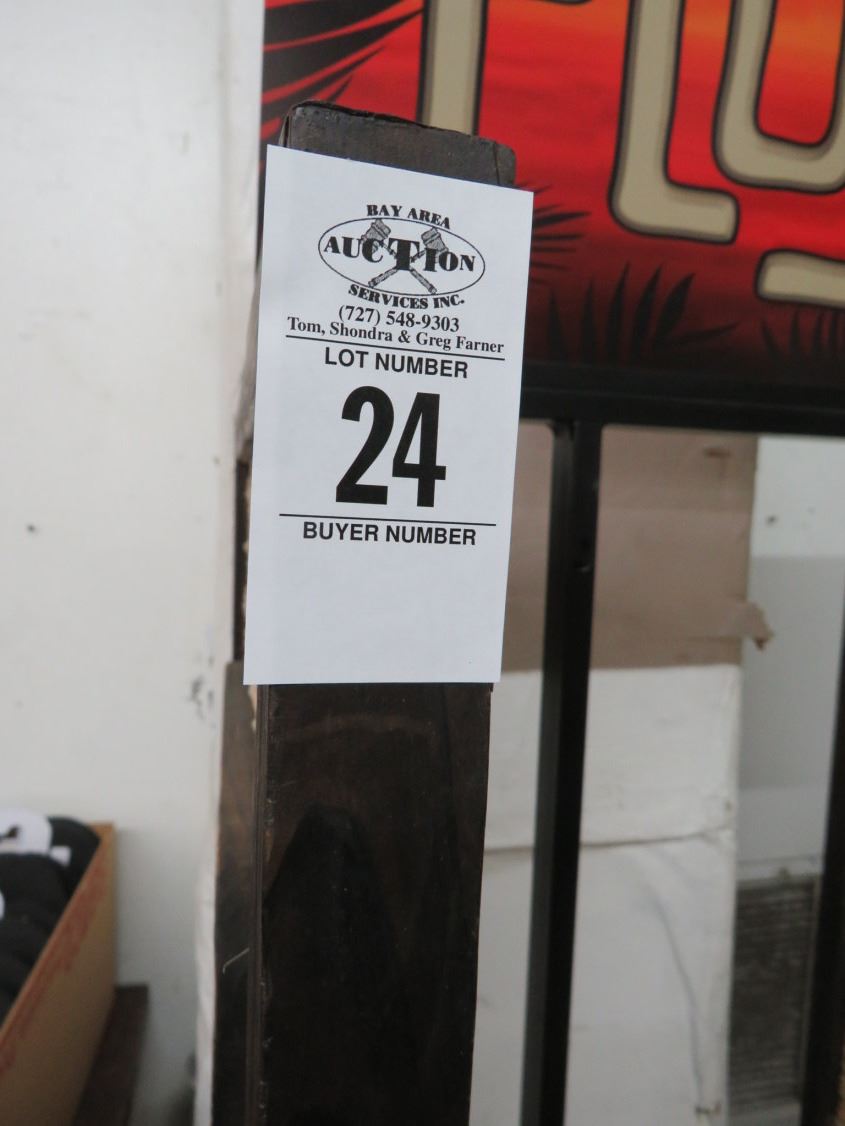 BAY AREA
AUCTION
SERVICES INC.
(727) 548-9303
Tom, Shondra & Greg Farner
LOT NUMBER
24
BUYER NUMBER